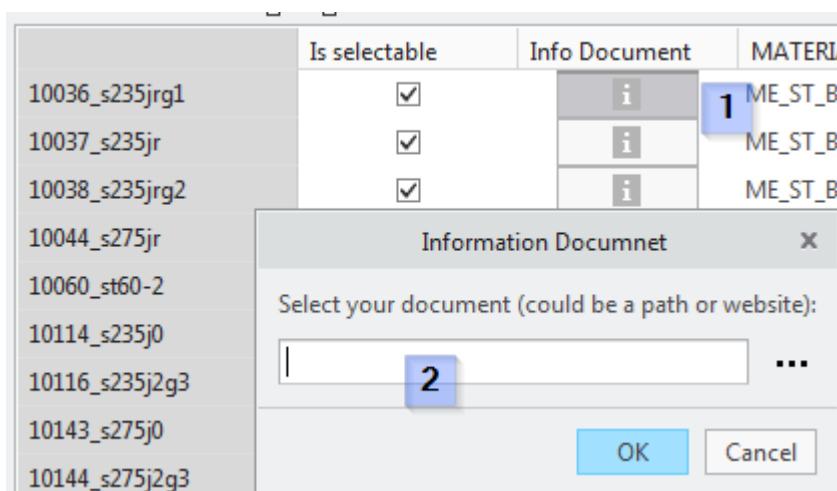 Is selectable Info Document MATERI
10036_s235jrg1 i 1 ME_ST_B
10037_s235jr i ME_ST_B
10038_s235jrg2 i ME_ST_B
10044_s275jr
10060_st60-2
10114_s235j0
10116_s235j2g3
10143_s275j0
10144_s275j2g3
Information Documnet x
Select your document (could be a path or website):
2 ...
OK Cancel